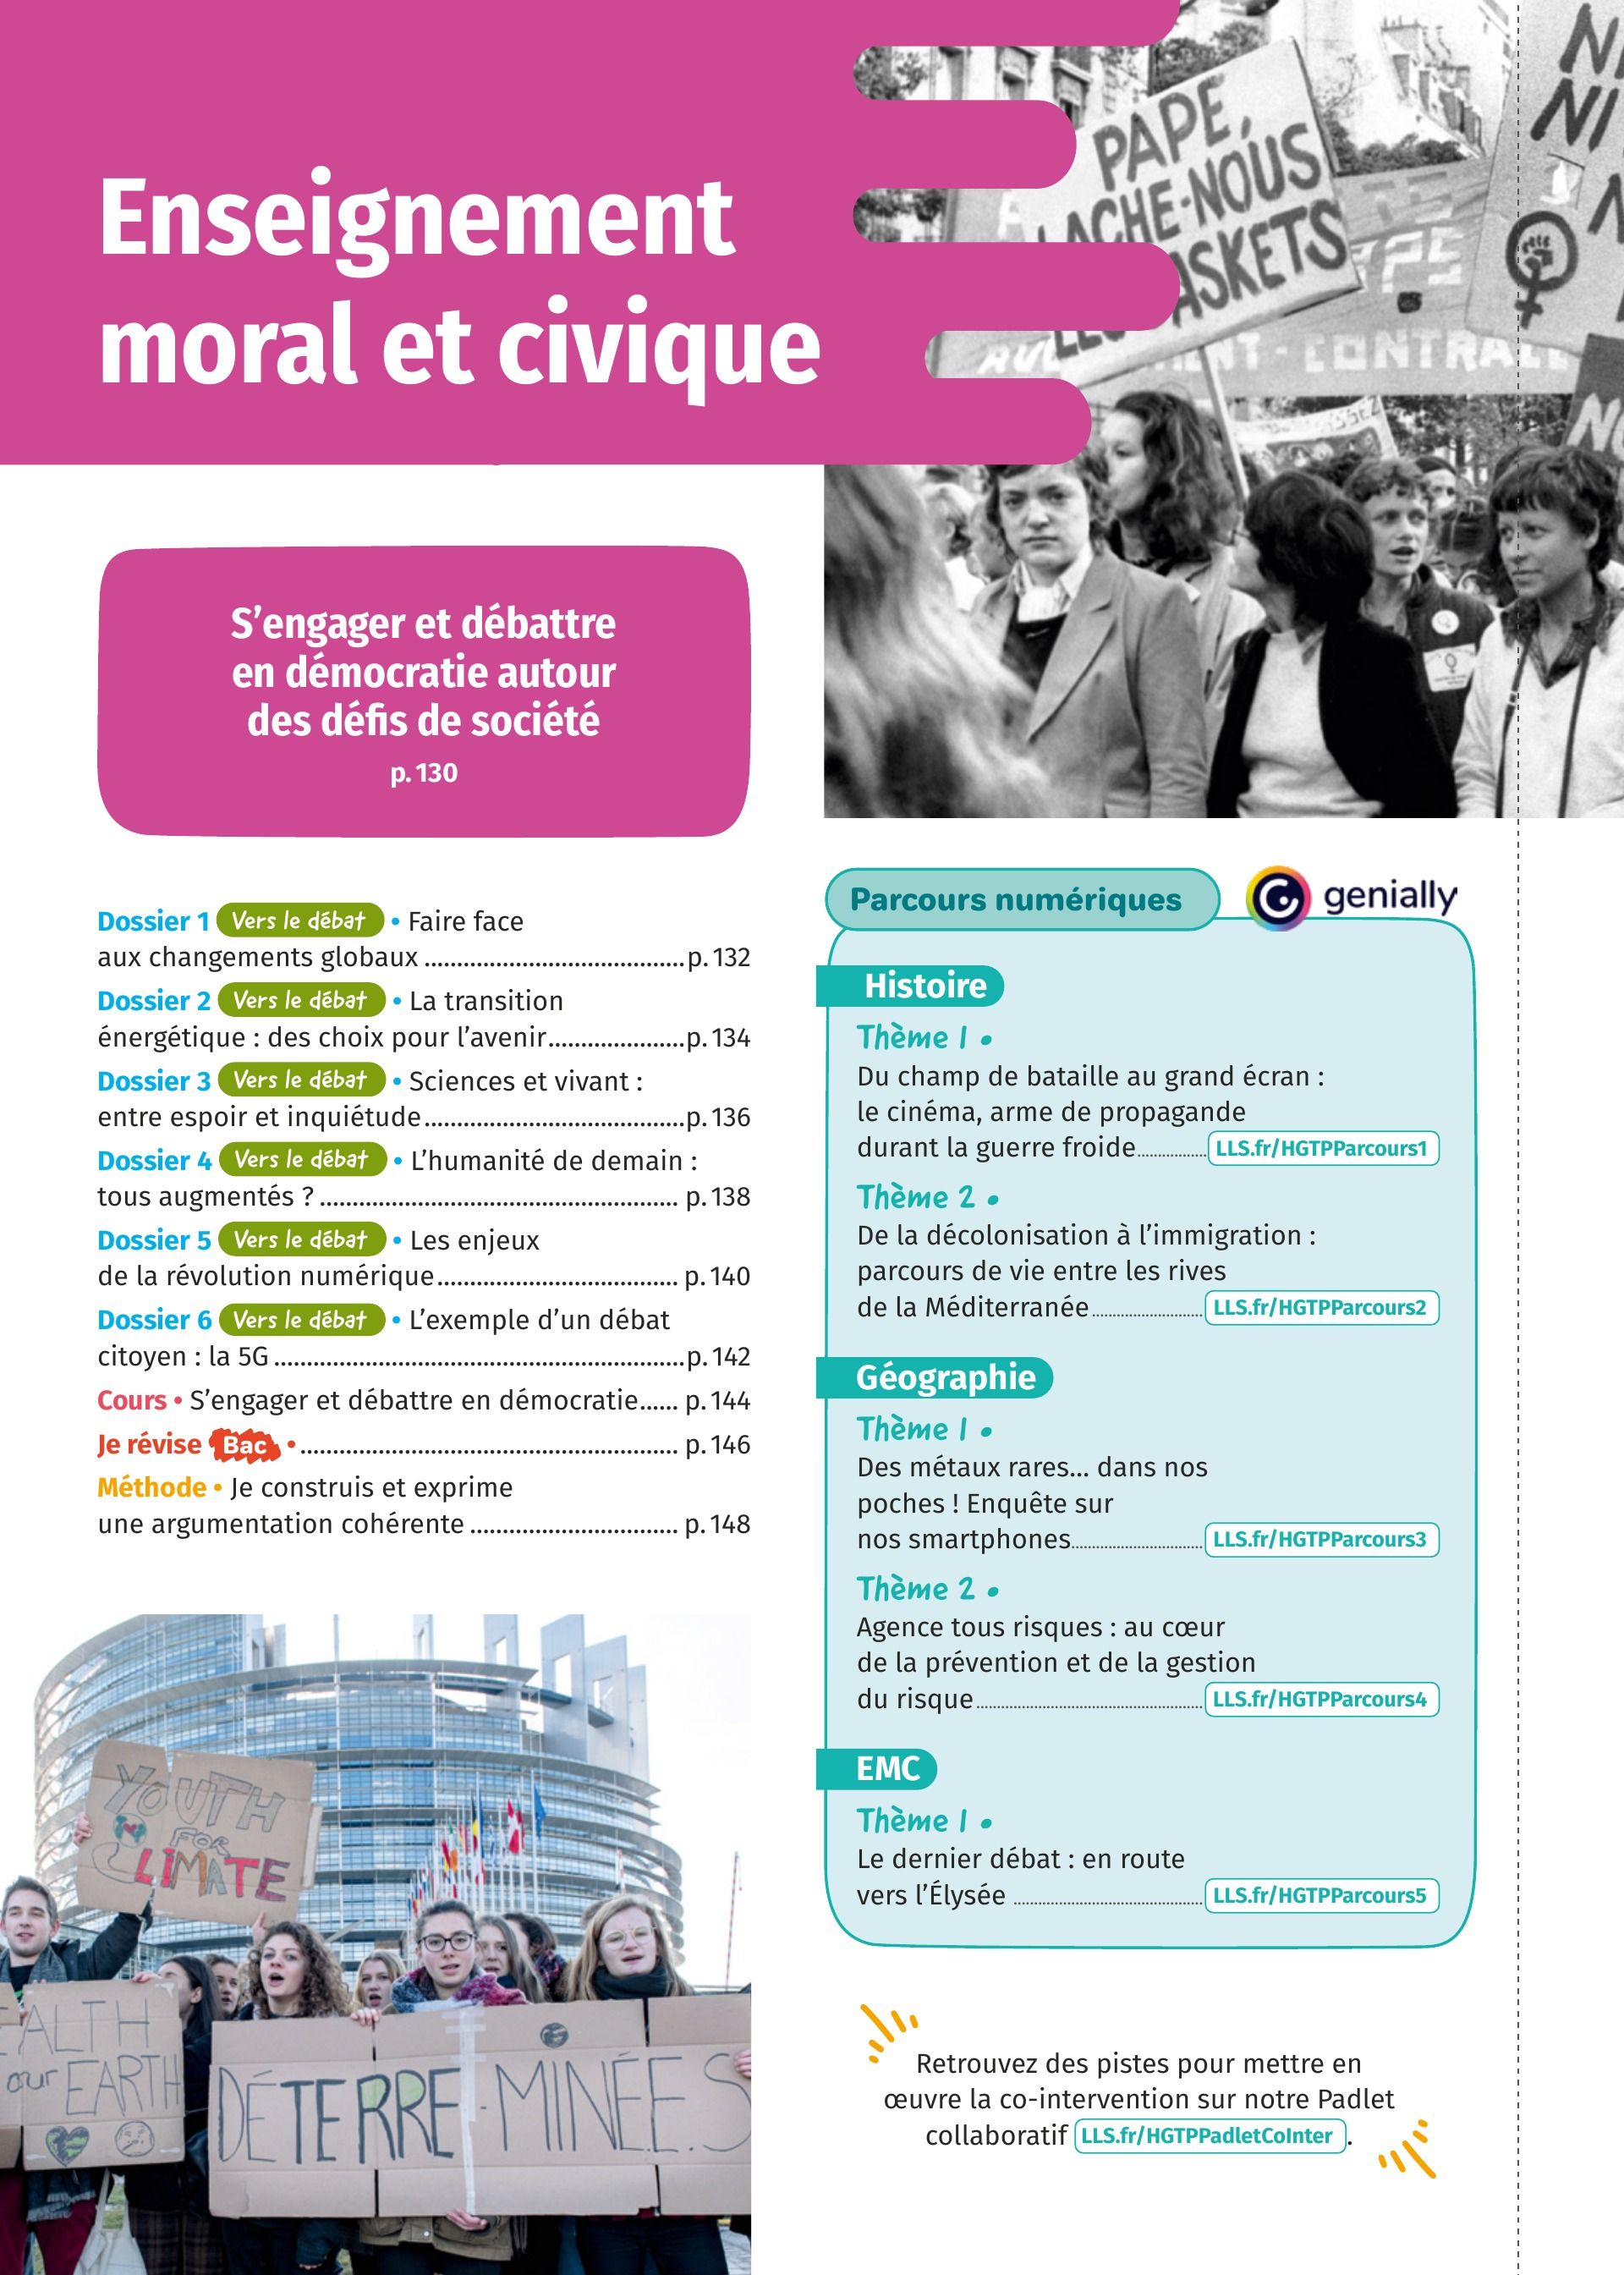 Enseignement
moral et civique
PAPE,
LACHE-NOUS
ASKETS
CONTRA
S’engager et débattre
en démocratie autour
des défis de société
p. 130
Dossier 1 Vers le débat • Faire face
aux changements globaux ........................................p. 132
Dossier 2 Vers le débat • La transition
énergétique : des choix pour l’avenir.....................p. 134
Dossier 3 Vers le débat • Sciences et vivant :
entre espoir et inquiétude........................................p. 136
Dossier 4 Vers le débat • L’humanité de demain :
tous augmentés ? ...................................................... p. 138
Dossier 5 Vers le débat • Les enjeux
de la révolution numérique..................................... p. 140
Dossier 6 Vers le débat • L’exemple d’un débat
citoyen : la 5G ...............................................................p. 142
Cours • S’engager et débattre en démocratie...... p. 144
Je révise Bac • .......................................................... p. 146
Méthode • Je construis et exprime
une argumentation cohérente ................................ p. 148
YOUTH
FOR
CLIMATE
our EARTH
DÉTERRE-MINÉE.S
Parcours numériques
genially
Histoire
Thème 1 •
Du champ de bataille au grand écran :
le cinéma, arme de propagande
durant la guerre froide................. LLS.fr/HGTPParcours1
Thème 2 •
De la décolonisation à l’immigration :
parcours de vie entre les rives
de la Méditerranée........................... LLS.fr/HGTPParcours2
Géographie
Thème 1 •
Des métaux rares... dans nos
poches ! Enquête sur
nos smartphones................................ LLS.fr/HGTPParcours3
Thème 2 •
Agence tous risques : au cœur
de la prévention et de la gestion
du risque....................................................... LLS.fr/HGTPParcours4
EMC
Thème 1 •
Le dernier débat : en route
vers l’Élysée .............................................. LLS.fr/HGTPParcours5
Retrouvez des pistes pour mettre en
œuvre la co-intervention sur notre Padlet
collaboratif LLS.fr/HGTPPadletCoInter .